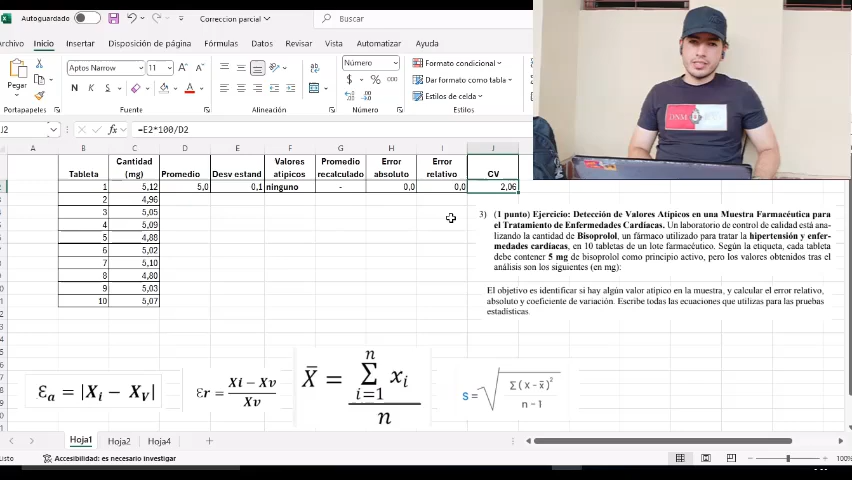 Autoguardado
Correccion parcial
Buscar
Archivo Inicio Insertar Disposición de página Fórmulas Datos Revisar Vista Automatizar Ayuda
Pegar
Aptos Narrow 11
N K S
Número
$ % 000
Formato condicional
Dar formato como tabla
Estilos de celda
Portapapeles Fuente Alineación Número Estilos
J2 fx =E2*100/D2
A B C D E F G H I J
Tableta Cantidad (mg) Promedio Desv estand Valores atipicos Promedio recalculado Error absoluto Error relativo CV
1 5,12 5,0 0,1 ninguno - 0,0 0,0 2,06
2 4,96
3 5,05
4 5,09
5 4,88
6 5,02
7 5,10
8 4,80
9 5,03
10 5,07
DNM
3) (1 punto) Ejercicio: Detección de Valores Atípicos en una Muestra Farmacéutica para
el Tratamiento de Enfermedades Cardíacas. Un laboratorio de control de calidad está ana-
lizando la cantidad de Bisoprolol, un fármaco utilizado para tratar la hipertensión y enfer-
medades cardíacas, en 10 tabletas de un lote farmacéutico. Según la etiqueta, cada tableta
debe contener 5 mg de bisoprolol como principio activo, pero los valores obtenidos tras el
análisis son los siguientes (en mg):
El objetivo es identificar si hay algún valor atípico en la muestra, y calcular el error relativo,
absoluto y coeficiente de variación. Escribe todas las ecuaciones que utilizas para las pruebas
estadísticas.
Ɛa = |Xi − XV|
Ɛr = Xi − Xv / Xv
X̄ = Σ xi / n
n
i=1
S = √ Σ(x - x̄)² / n - 1
Hoja1 Hoja2 Hoja4 +
Listo Accesibilidad: es necesario investigar 100%